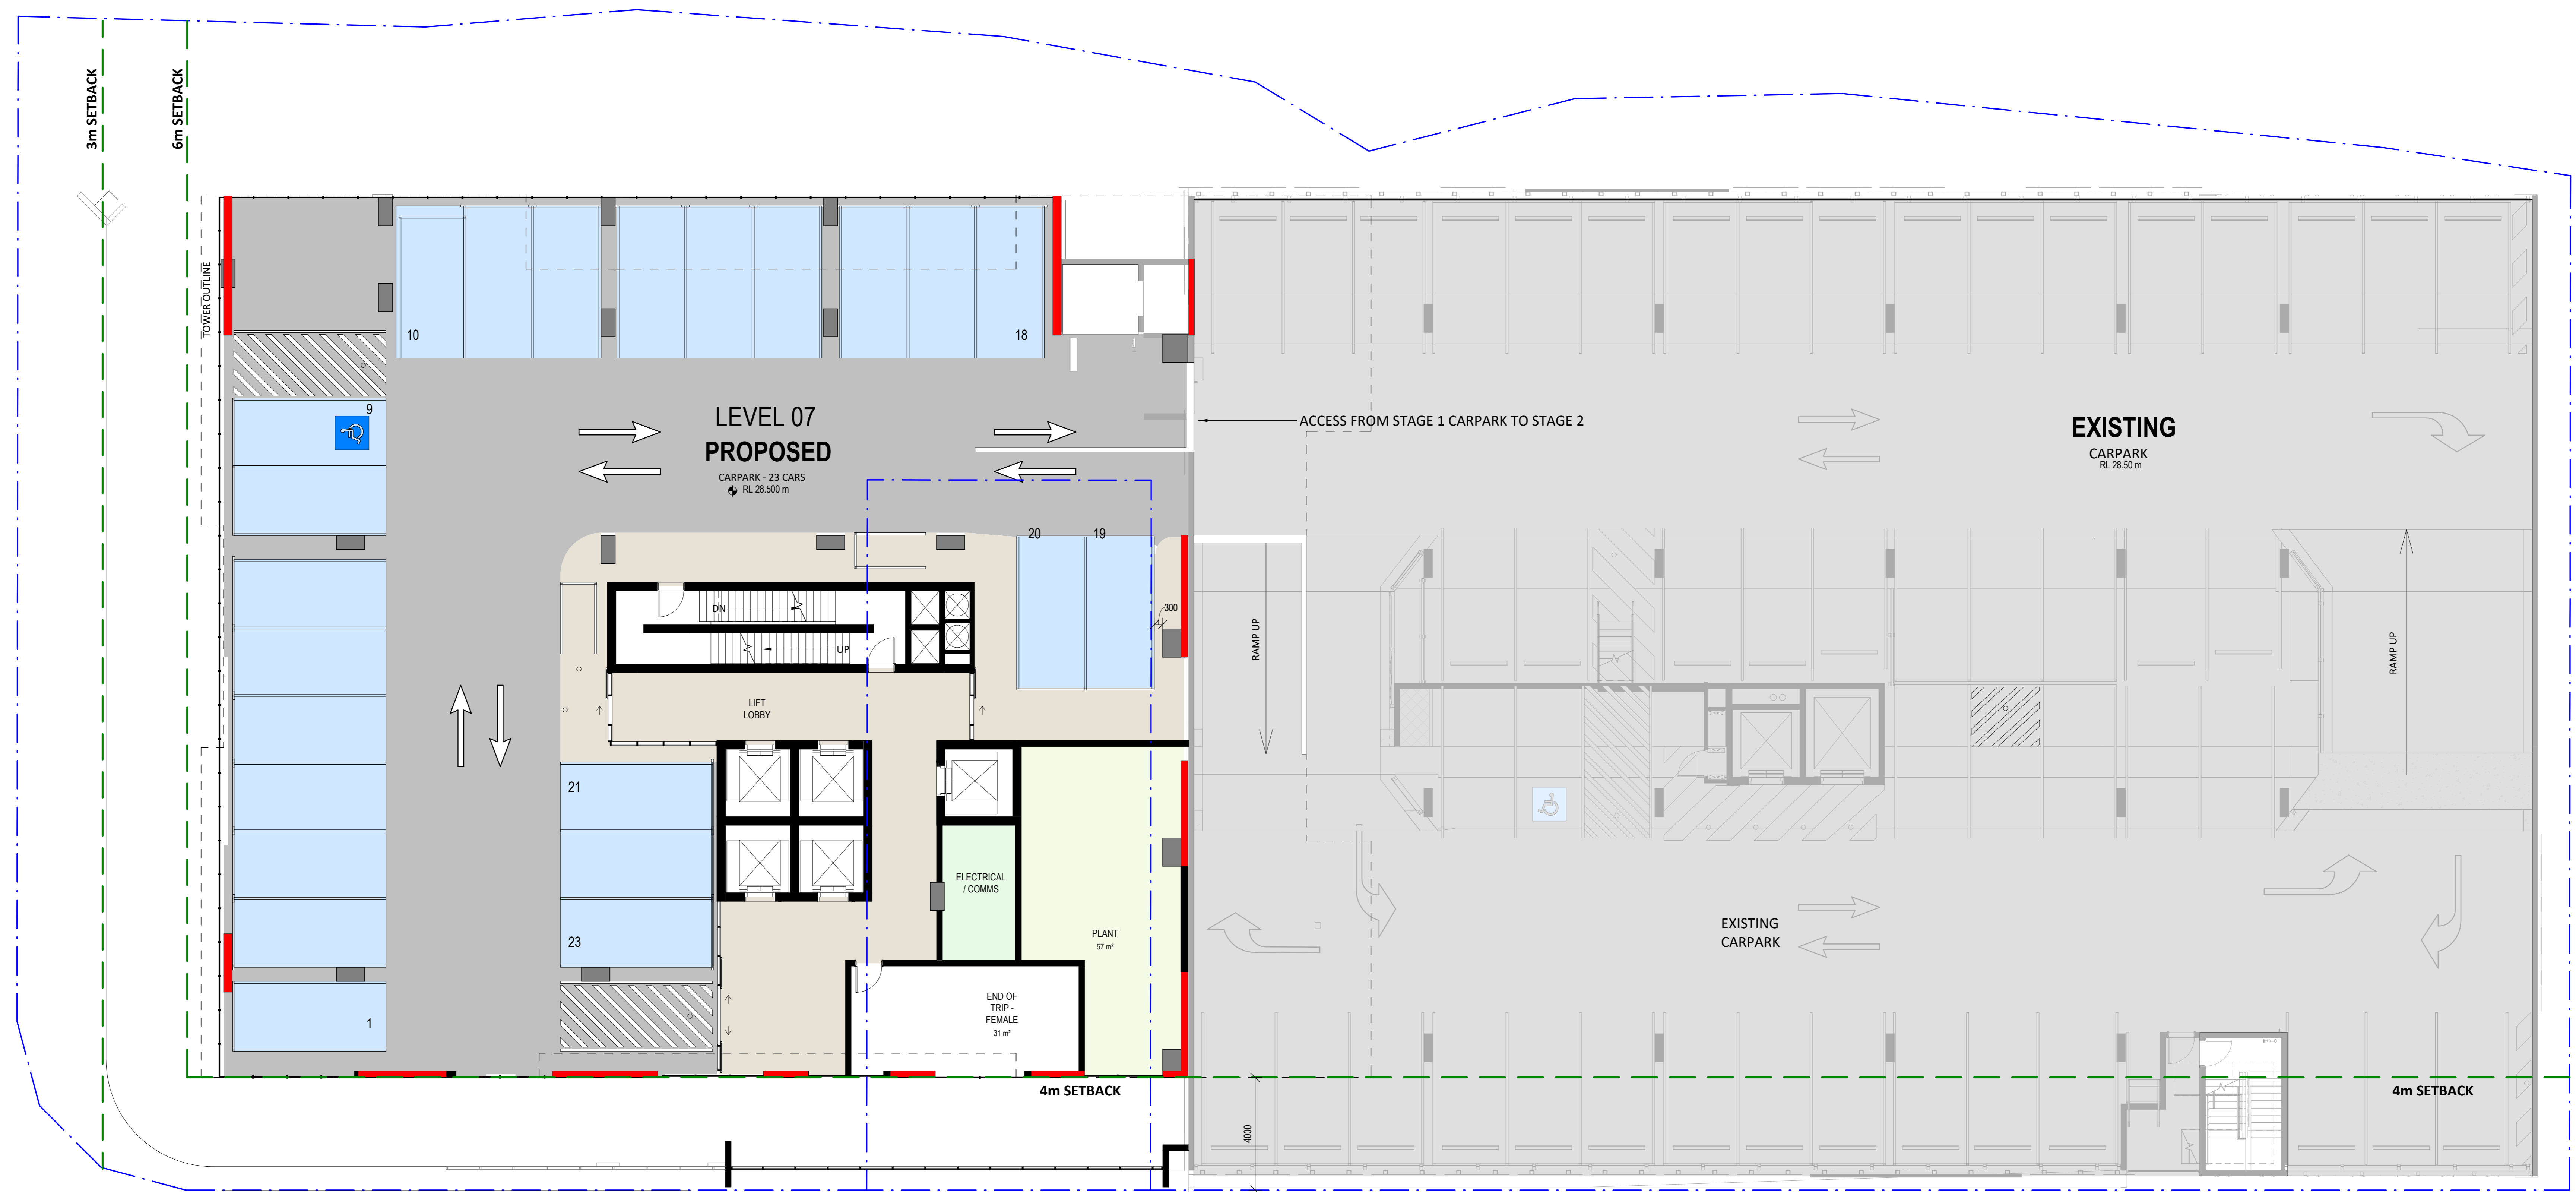 3m SETBACK
6m SETBACK
TOWER OUTLINE
10
18
9
LEVEL 07
PROPOSED
CARPARK - 23 CARS
RL 28.500 m
ACCESS FROM STAGE 1 CARPARK TO STAGE 2
EXISTING
CARPARK
RL 28.50 m
20
19
DN
UP
300
RAMP UP
RAMP UP
LIFT
LOBBY
21
23
ELECTRICAL
/ COMMS
PLANT
57 m²
EXISTING
CARPARK
END OF
TRIP -
FEMALE
31 m²
1
4m SETBACK
4m SETBACK
4000